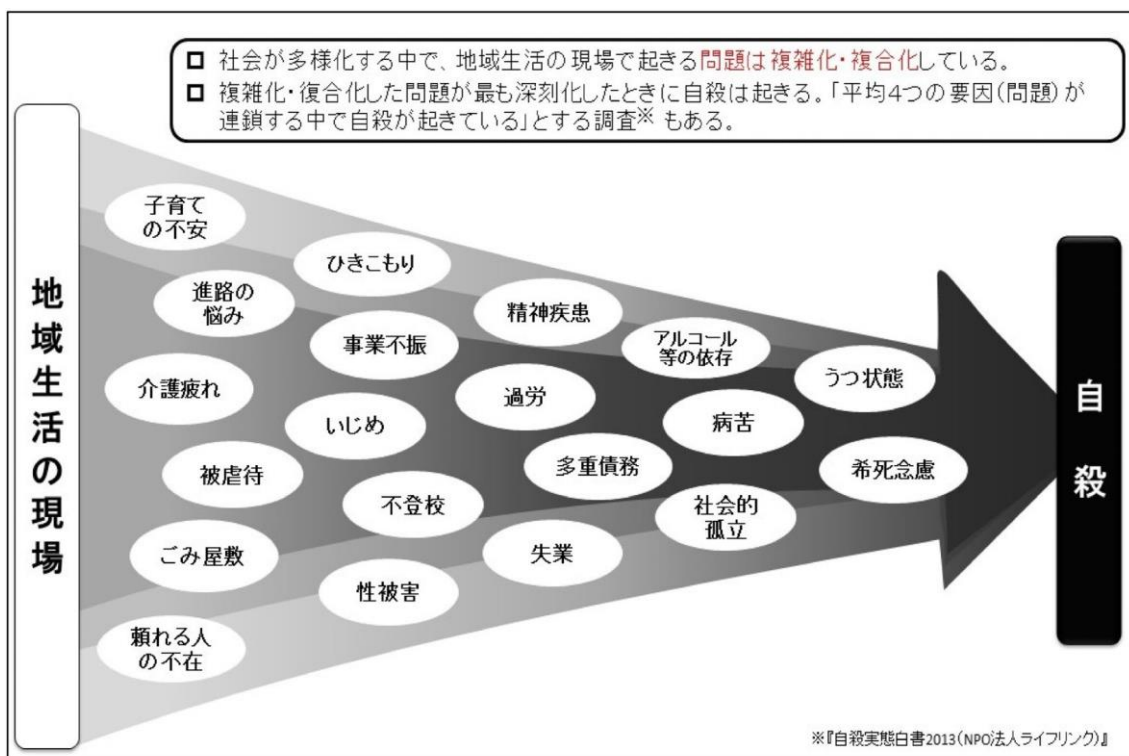 □ 社会が多様化する中で、地域生活の現場で起きる問題は複雑化・複合化している。
□ 複雑化・復合化した問題が最も深刻化したときに自殺は起きる。「平均4つの要因(問題)が
連鎖する中で自殺が起きている」とする調査※ もある。
地域生活の現場
子育て
の不安
進路の
悩み
介護疲れ
被虐待
ごみ屋敷
頼れる人
の不在
ひきこもり
事業不振
いじめ
不登校
性被害
精神疾患
過労
多重債務
失業
アルコール
等の依存
病苦
社会的
孤立
うつ状態
希死念慮
自殺
※『自殺実態白書2013(NPO法人ライフリンク)』